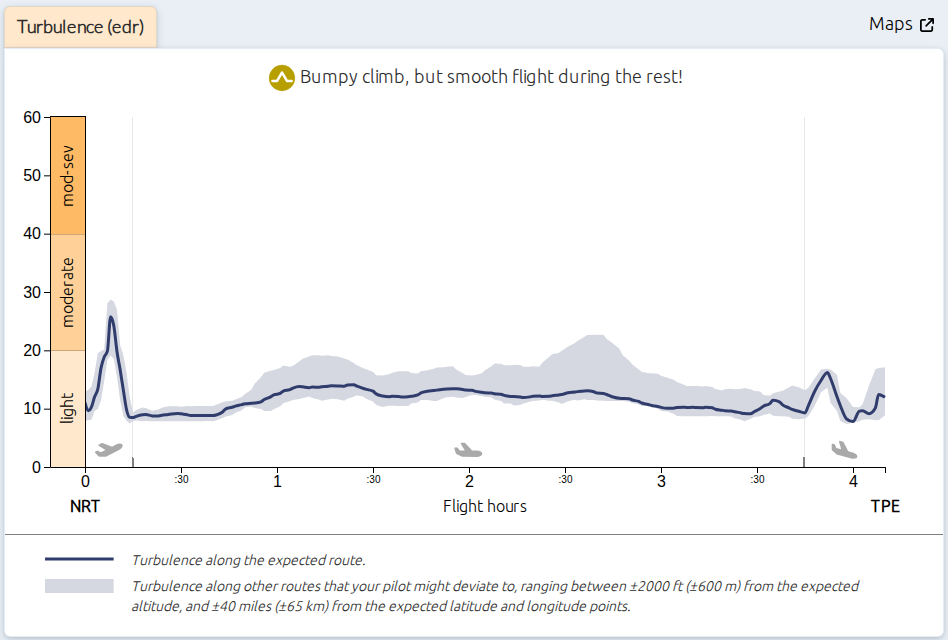 Turbulence (edr)
Maps
Bumpy climb, but smooth flight during the rest!
60
50
40
30
20
10
0
mod-sev
moderate
light
0
:30
1
:30
2
:30
3
:30
4
NRT
Flight hours
TPE
Turbulence along the expected route.
Turbulence along other routes that your pilot might deviate to, ranging between ±2000 ft (±600 m) from the expected
altitude, and ±40 miles (±65 km) from the expected latitude and longitude points.